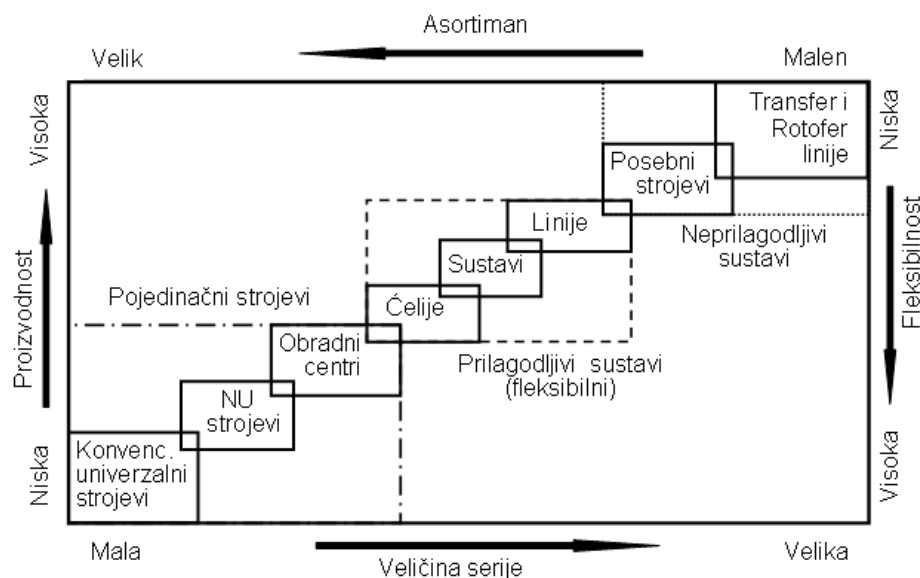 Asortiman
Velik
Malen
Visoka
Niska
Transfer i
Rotofer
linije
Posebni
strojevi
Linije
Neprilagodljivi
sustavi
Sustavi
Proizvodnost
Fleksibilnost
Pojedinačni strojevi
Ćelije
Obradni
centri
Prilagodljivi sustavi
(fleksibilni)
NU
strojevi
Konvenc.
univerzalni
strojevi
Niska
Visoka
Mala
Veličina serije
Velika